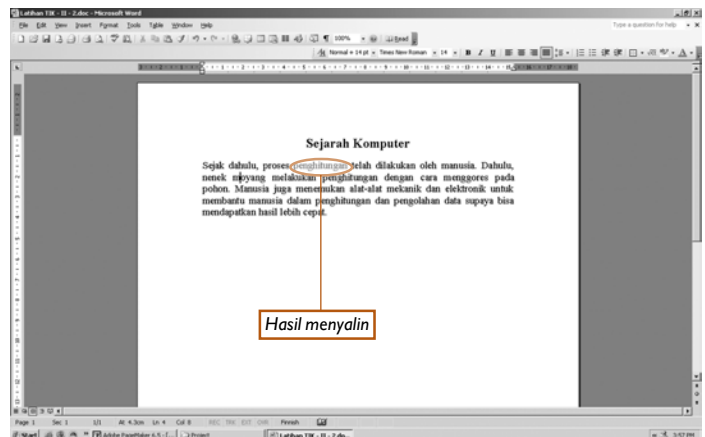 Latihan TIK - II - 2.doc - Microsoft Word
File Edit View Insert Format Tools Table Window Help
Type a question for help
100%
Read
Normal + 14 pt Times New Roman 14 B I U
Sejarah Komputer
Sejak dahulu, proses penghitungan telah dilakukan oleh manusia. Dahulu,
nenek moyang melakukan penghitungan dengan cara menggores pada
pohon. Manusia juga menemukan alat-alat mekanik dan elektronik untuk
membantu manusia dalam penghitungan dan pengolahan data supaya bisa
mendapatkan hasil lebih cepat.
Hasil menyalin
Page 1 Sec 1 1/1 At 4.3cm Ln 4 Col 8 REC TRK EXT OVR
Start Adobe PageMaker 6.5 - [ Project Latihan TIK - II - 2.do... 3:57 PM